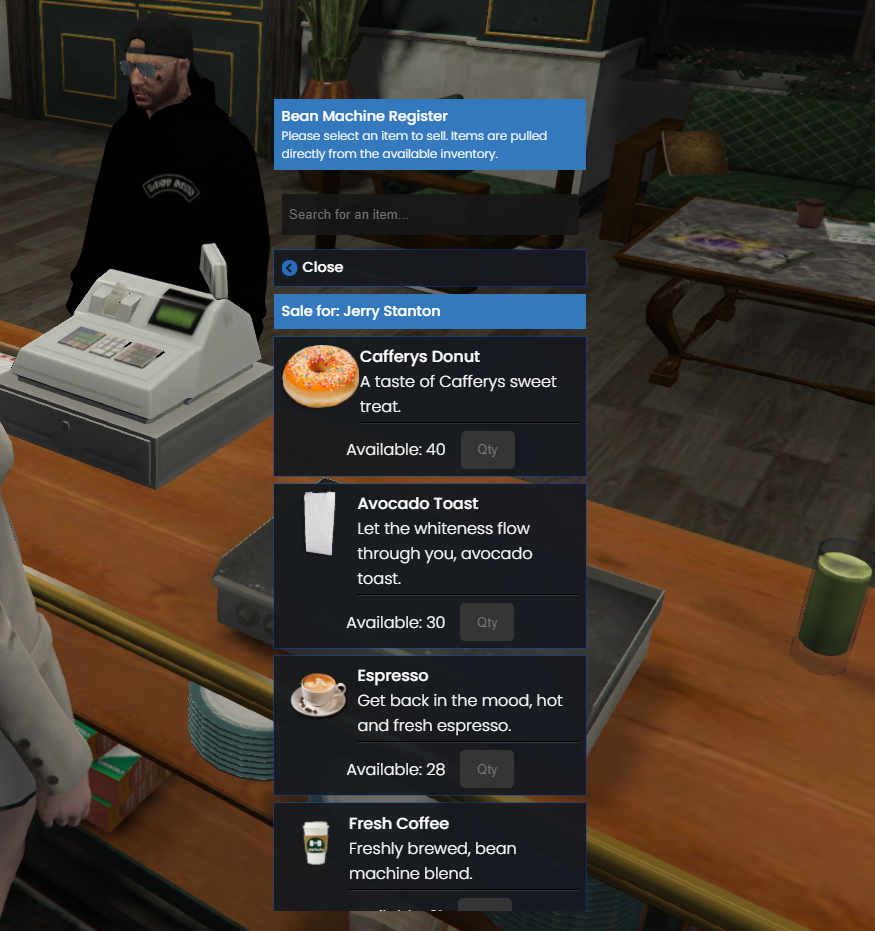 Bean Machine Register
Please select an item to sell. Items are pulled
directly from the available inventory.
Search for an item...
Close
Sale for: Jerry Stanton
Cafferys Donut
A taste of Cafferys sweet
treat.
Available: 40
Qty
Avocado Toast
Let the whiteness flow
through you, avocado
toast.
Available: 30
Qty
Espresso
Get back in the mood, hot
and fresh espresso.
Available: 28
Qty
Fresh Coffee
Freshly brewed, bean
machine blend.